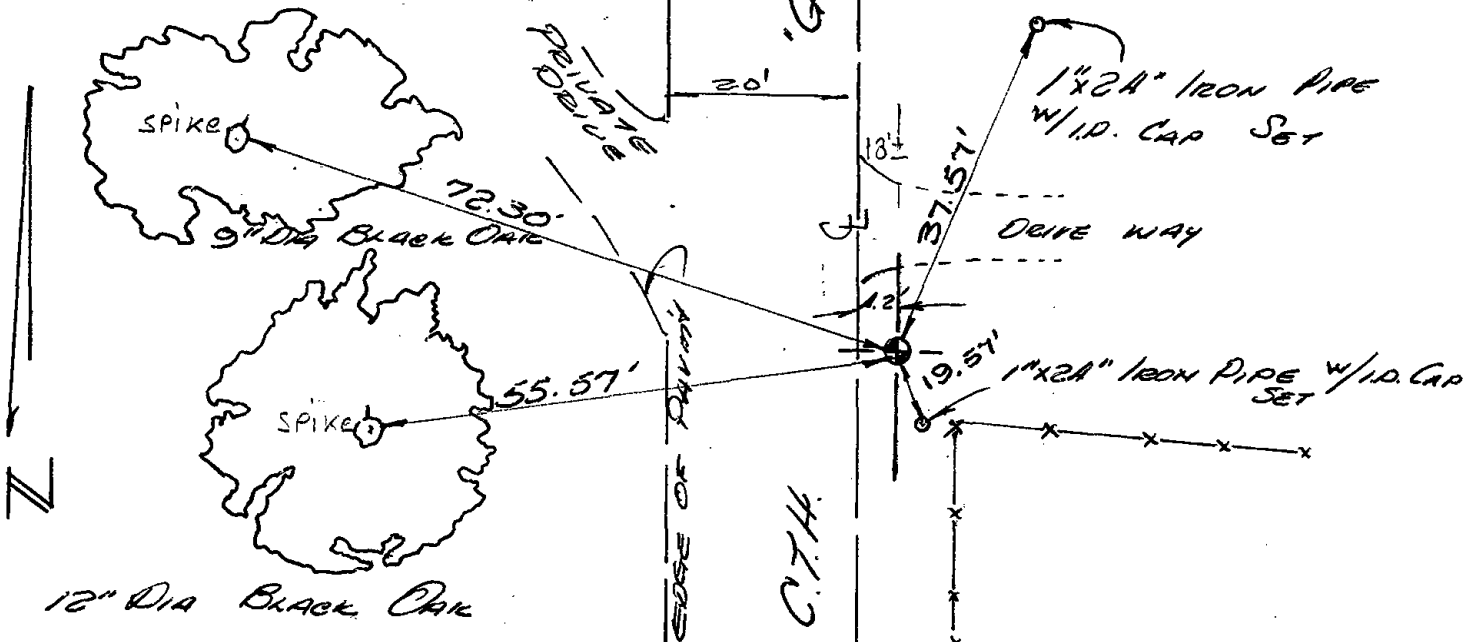 SPIKE
72.30'
9" DIA BLACK OAK
PRIVATE
DRIVE
20'
"G
18'±
37.57'
1"x24" IRON PIPE
W/I.D. CAP SET
DRIVE WAY
℄
4.2'
19.57'
1"x24" IRON PIPE W/I.D. CAP
SET
SPIKE
55.57'
12" DIA BLACK OAK
EDGE OF PAVM'T
C.T.H.
N